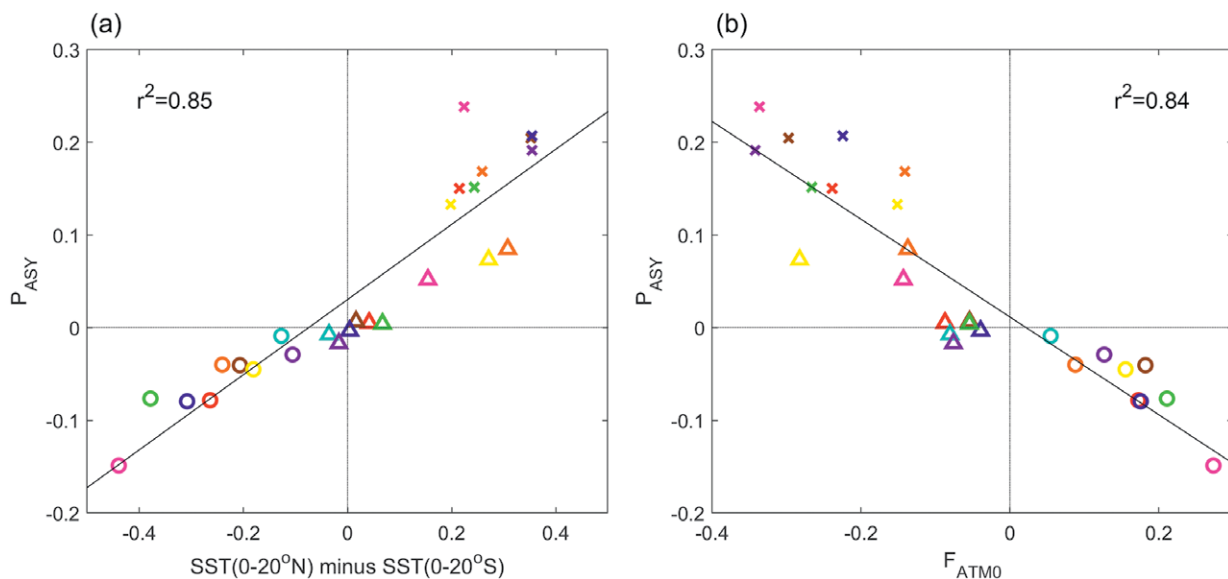 (a)
r²=0.85
0.3
0.2
0.1
0
-0.1
-0.2
P_ASY
-0.4 -0.2 0 0.2 0.4
SST(0-20°N) minus SST(0-20°S)
(b)
r²=0.84
0.3
0.2
0.1
0
-0.1
-0.2
P_ASY
-0.4 -0.2 0 0.2
F_ATM0